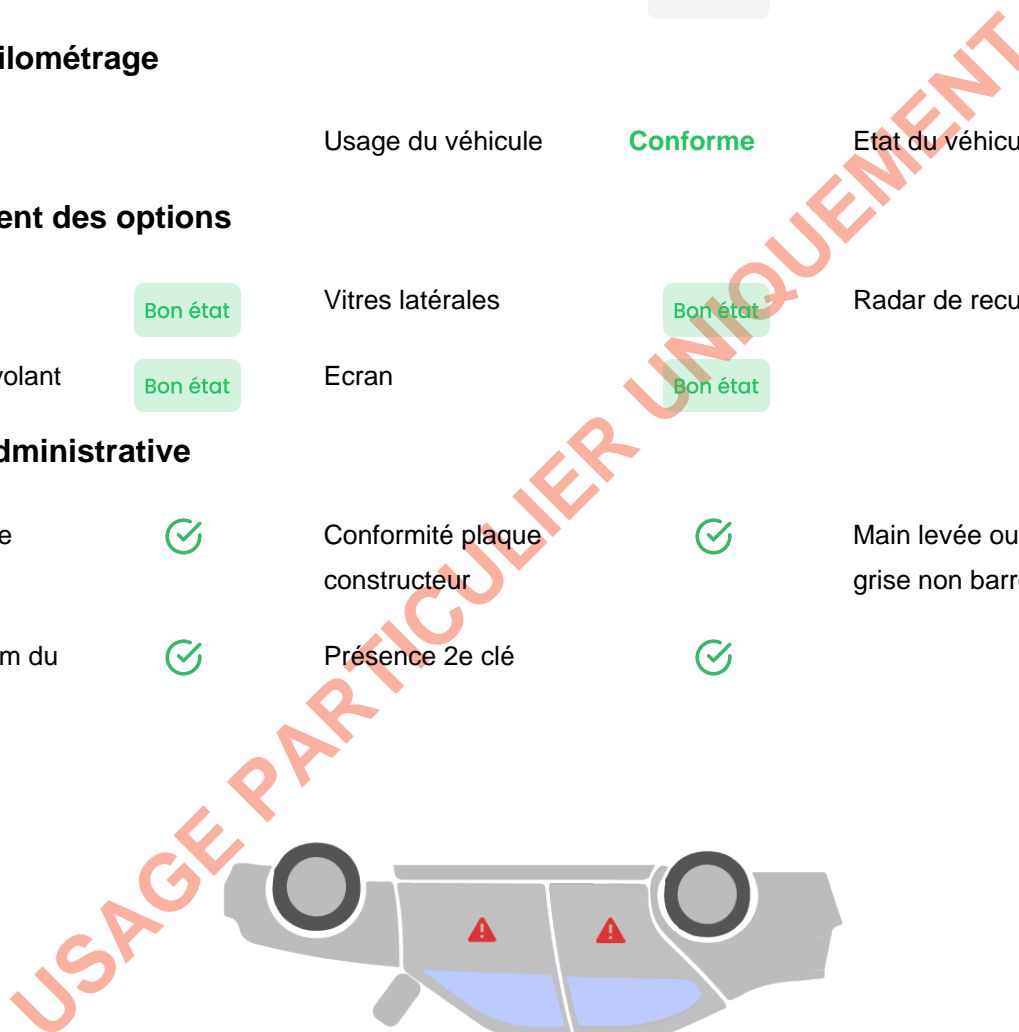 ilométrage
Usage du véhicule Conforme Etat du véhicu
ent des options
Bon état Vitres latérales Bon état Radar de recu
volant Bon état Ecran Bon état
dministrative
e Conformité plaque Main levée ou
constructeur grise non barr
m du Présence 2e clé
USAGE PARTICULIER UNIQUEMENT